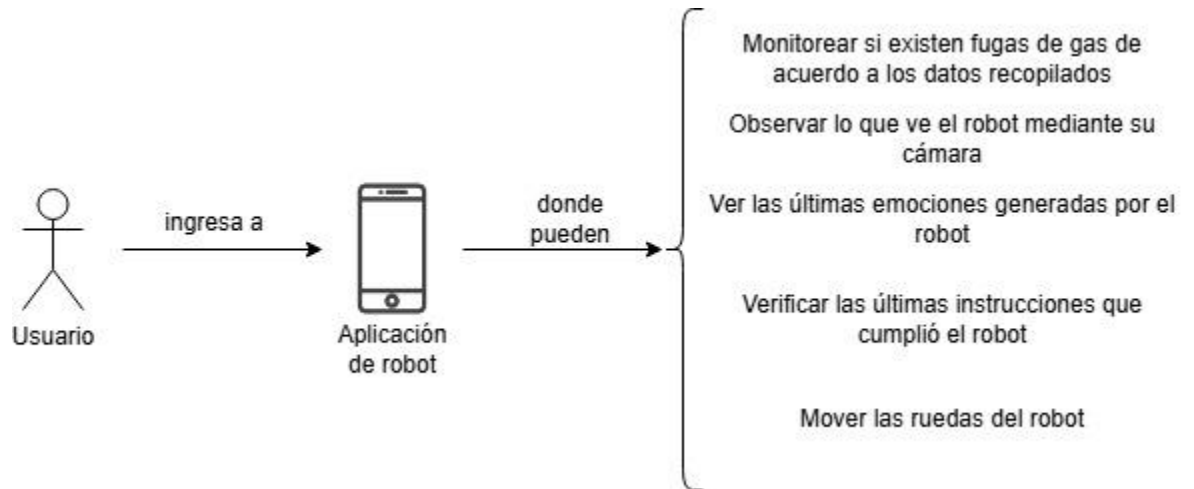 Usuario
ingresa a
Aplicación
de robot
donde
pueden
Monitorear si existen fugas de gas de
acuerdo a los datos recopilados
Observar lo que ve el robot mediante su
cámara
Ver las últimas emociones generadas por el
robot
Verificar las últimas instrucciones que
cumplió el robot
Mover las ruedas del robot